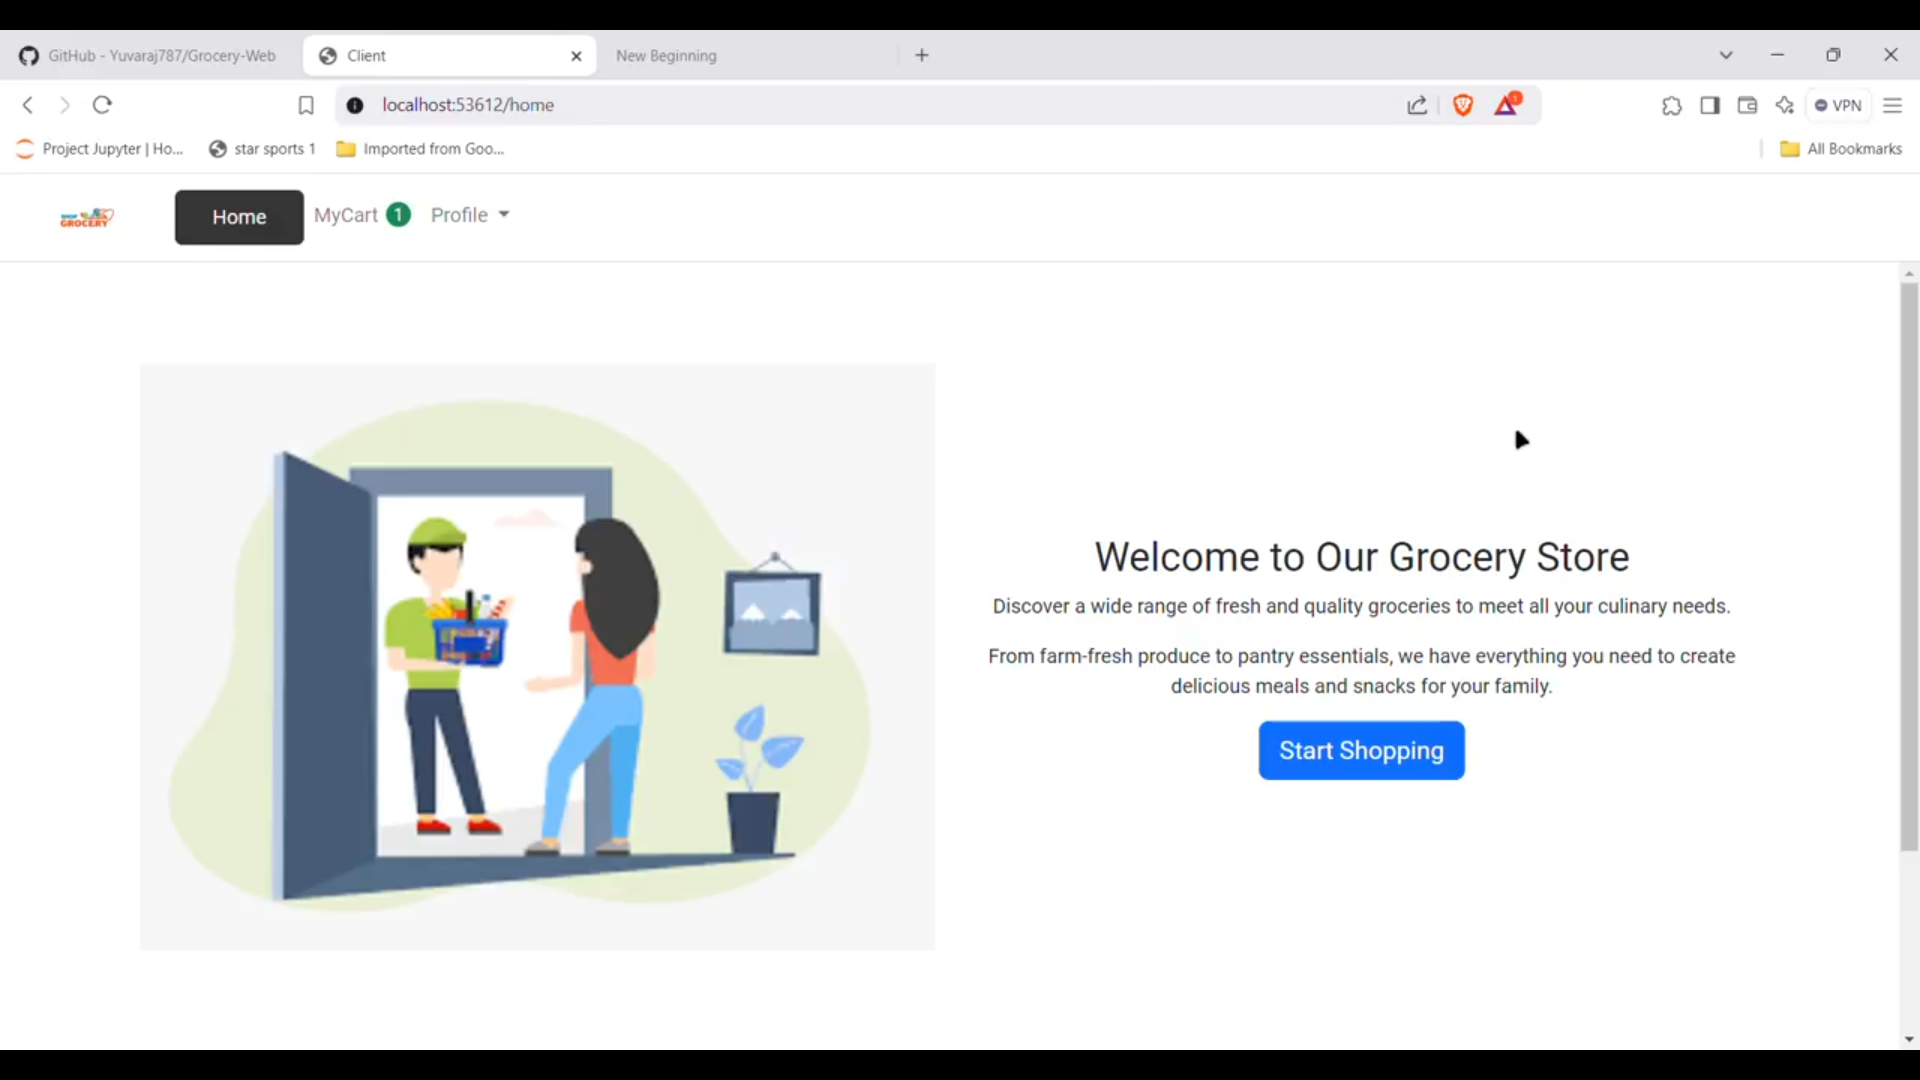 GitHub - Yuvaraj787/Grocery-Web
Client
New Beginning
localhost:53612/home
1
VPN
Project Jupyter | Ho...
star sports 1
Imported from Goo...
All Bookmarks
GROCERY
Home
MyCart 1
Profile
Welcome to Our Grocery Store
Discover a wide range of fresh and quality groceries to meet all your culinary needs.
From farm-fresh produce to pantry essentials, we have everything you need to create
delicious meals and snacks for your family.
Start Shopping